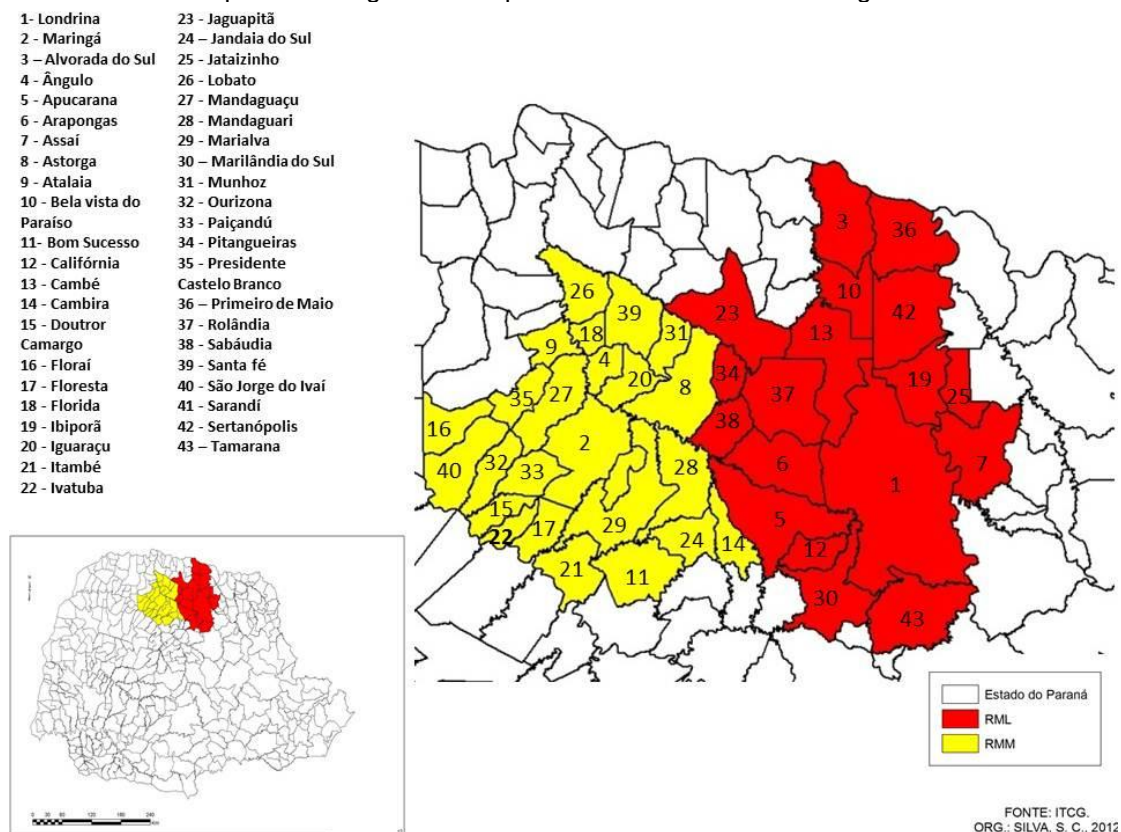 1- Londrina
2 - Maringá
3 – Alvorada do Sul
4 - Ângulo
5 - Apucarana
6 - Arapongas
7 - Assaí
8 - Astorga
9 - Atalaia
10 - Bela vista do
Paraíso
11- Bom Sucesso
12 - Califórnia
13 - Cambé
14 - Cambira
15 - Doutror
Camargo
16 - Floraí
17 - Floresta
18 - Florida
19 - Ibiporã
20 - Iguaraçu
21 - Itambé
22 - Ivatuba
23 - Jaguapitã
24 – Jandaia do Sul
25 - Jataizinho
26 - Lobato
27 - Mandaguaçu
28 - Mandaguari
29 - Marialva
30 – Marilândia do Sul
31 - Munhoz
32 - Ourizona
33 - Paiçandú
34 - Pitangueiras
35 - Presidente
Castelo Branco
36 – Primeiro de Maio
37 - Rolândia
38 - Sabáudia
39 - Santa fé
40 - São Jorge do Ivaí
41 - Sarandí
42 - Sertanópolis
43 – Tamarana
3
36
26
10
39
23
42
18
31
13
9
4
20
34
19
35
27
8
37
25
16
38
2
40
32
33
28
6
7
1
15
5
22
17
29
24
14
12
21
11
30
43
Estado do Paraná
RML
RMM
0 30 60 120 180 240
FONTE: ITCG.
ORG.: SILVA, S. C., 2012